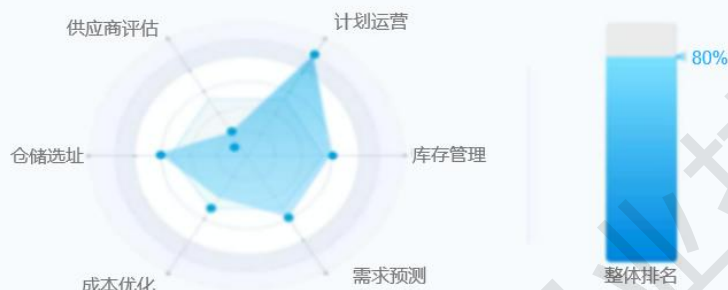 供应商评估
计划运营
80%
仓储选址
库存管理
成本优化
需求预测
整体排名